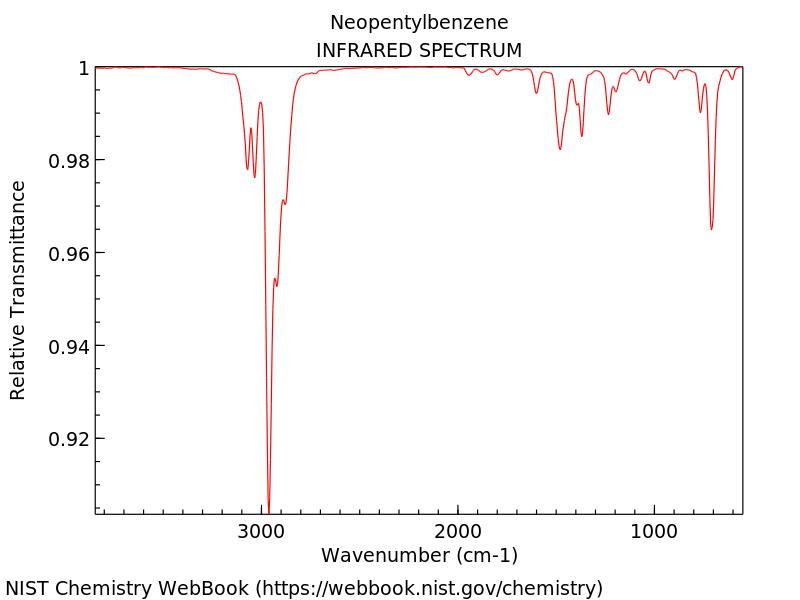 Neopentylbenzene
INFRARED SPECTRUM
1
0.98
0.96
0.94
0.92
Relative Transmittance
3000 2000 1000
Wavenumber (cm-1)
NIST Chemistry WebBook (https://webbook.nist.gov/chemistry)